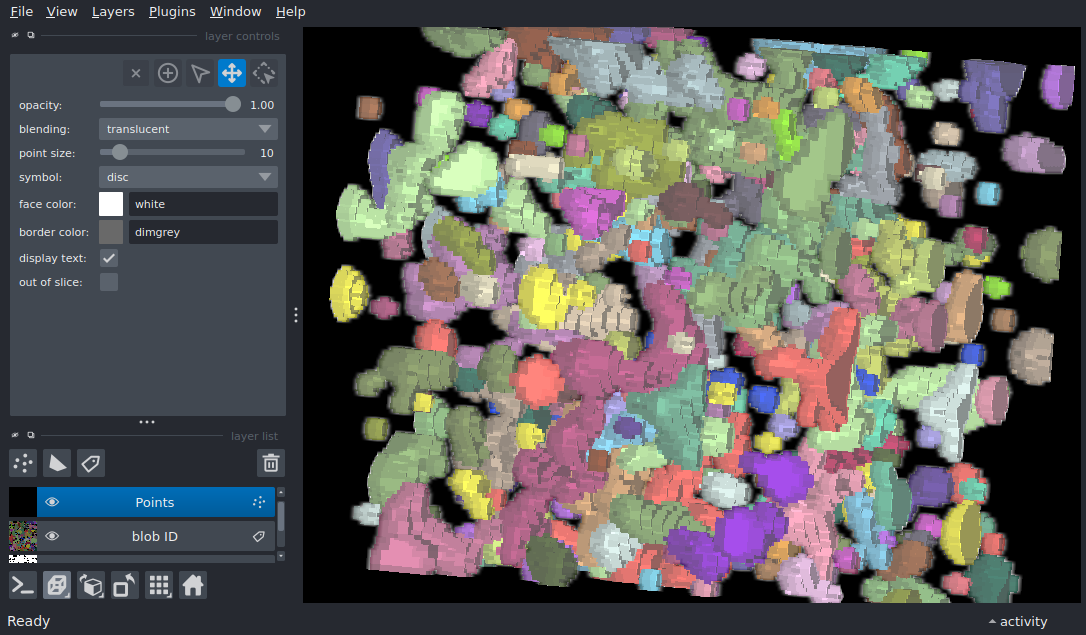 File View Layers Plugins Window Help
layer controls
opacity: 1.00
blending: translucent
point size: 10
symbol: disc
face color: white
border color: dimgrey
display text:
out of slice:
layer list
Points
blob ID
Ready
activity